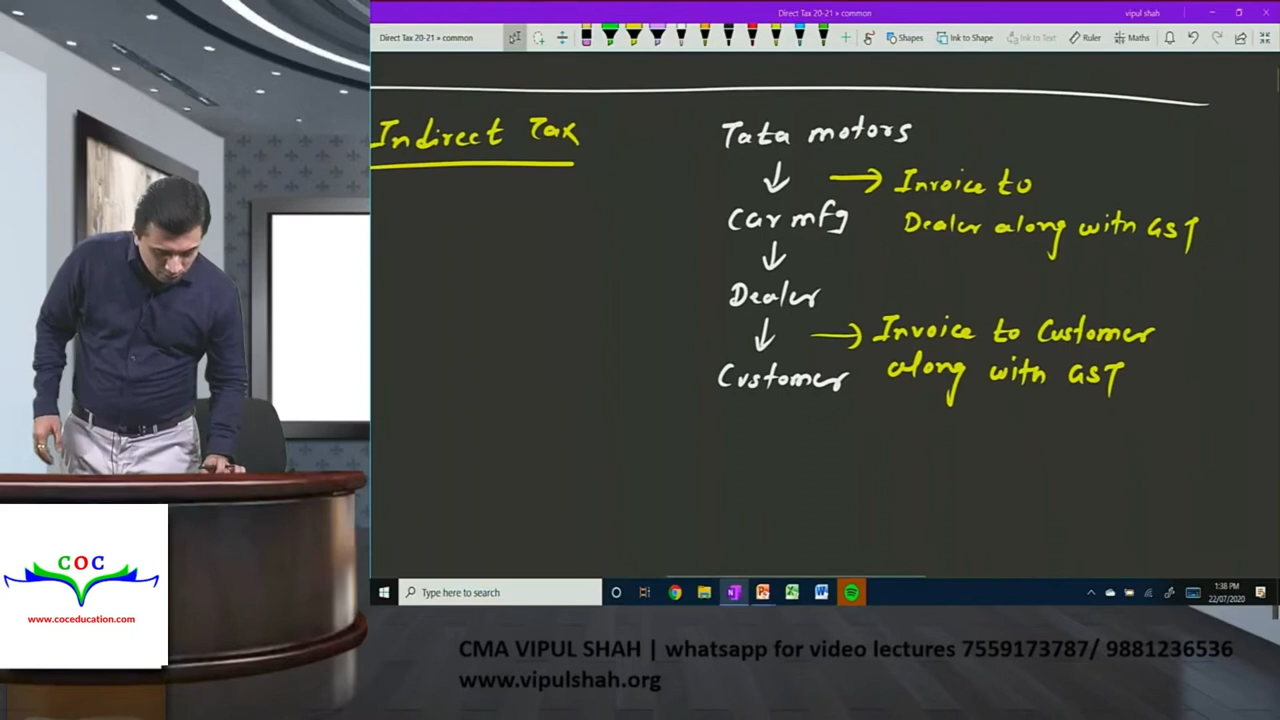 Direct Tax 20-21 » common
vipul shah
Direct Tax 20-21 » common
Shapes
Ink to Shape
Ink to Text
Ruler
Maths
Indirect Tax
Tata motors
Invoice to
Car mfg
Dealer along with GST
Dealer
Invoice to Customer
Customer
along with GST
COC
www.coceducation.com
Type here to search
1:38 PM
22/07/2020
CMA VIPUL SHAH | whatsapp for video lectures 7559173787/ 9881236536
www.vipulshah.org